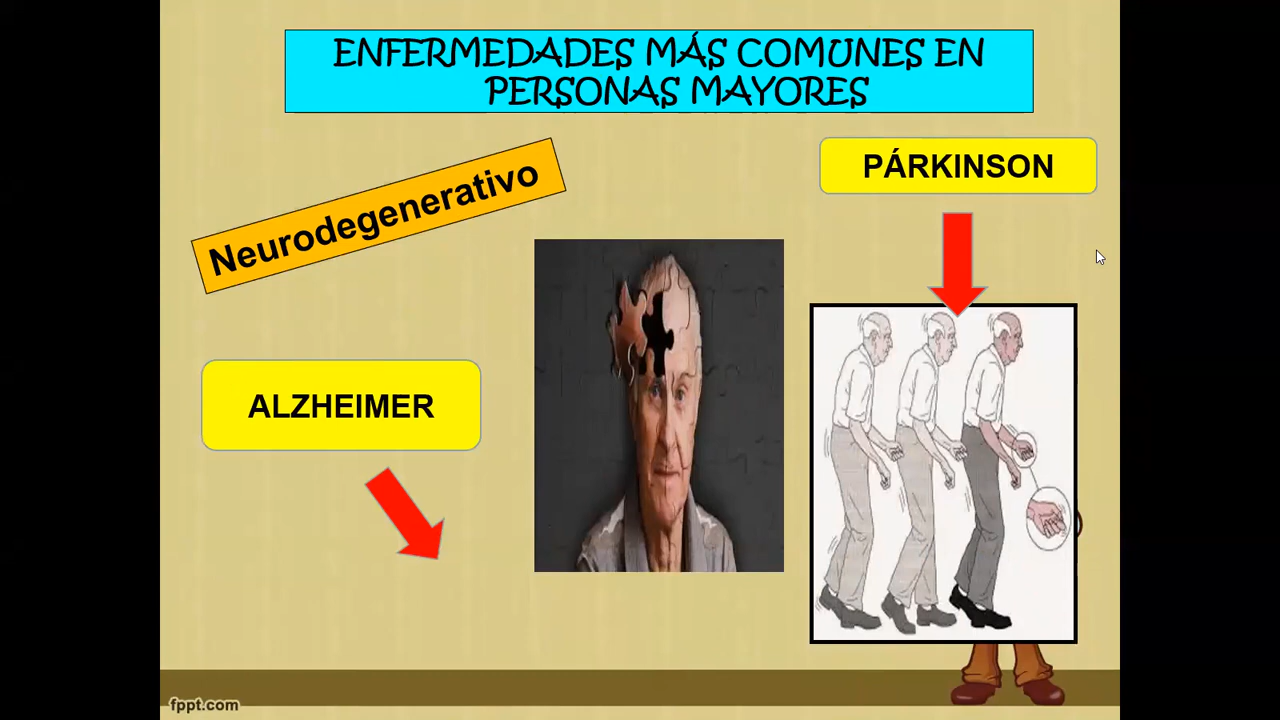 ENFERMEDADES MÁS COMUNES EN
PERSONAS MAYORES
Neurodegenerativo
PÁRKINSON
ALZHEIMER
fppt.com